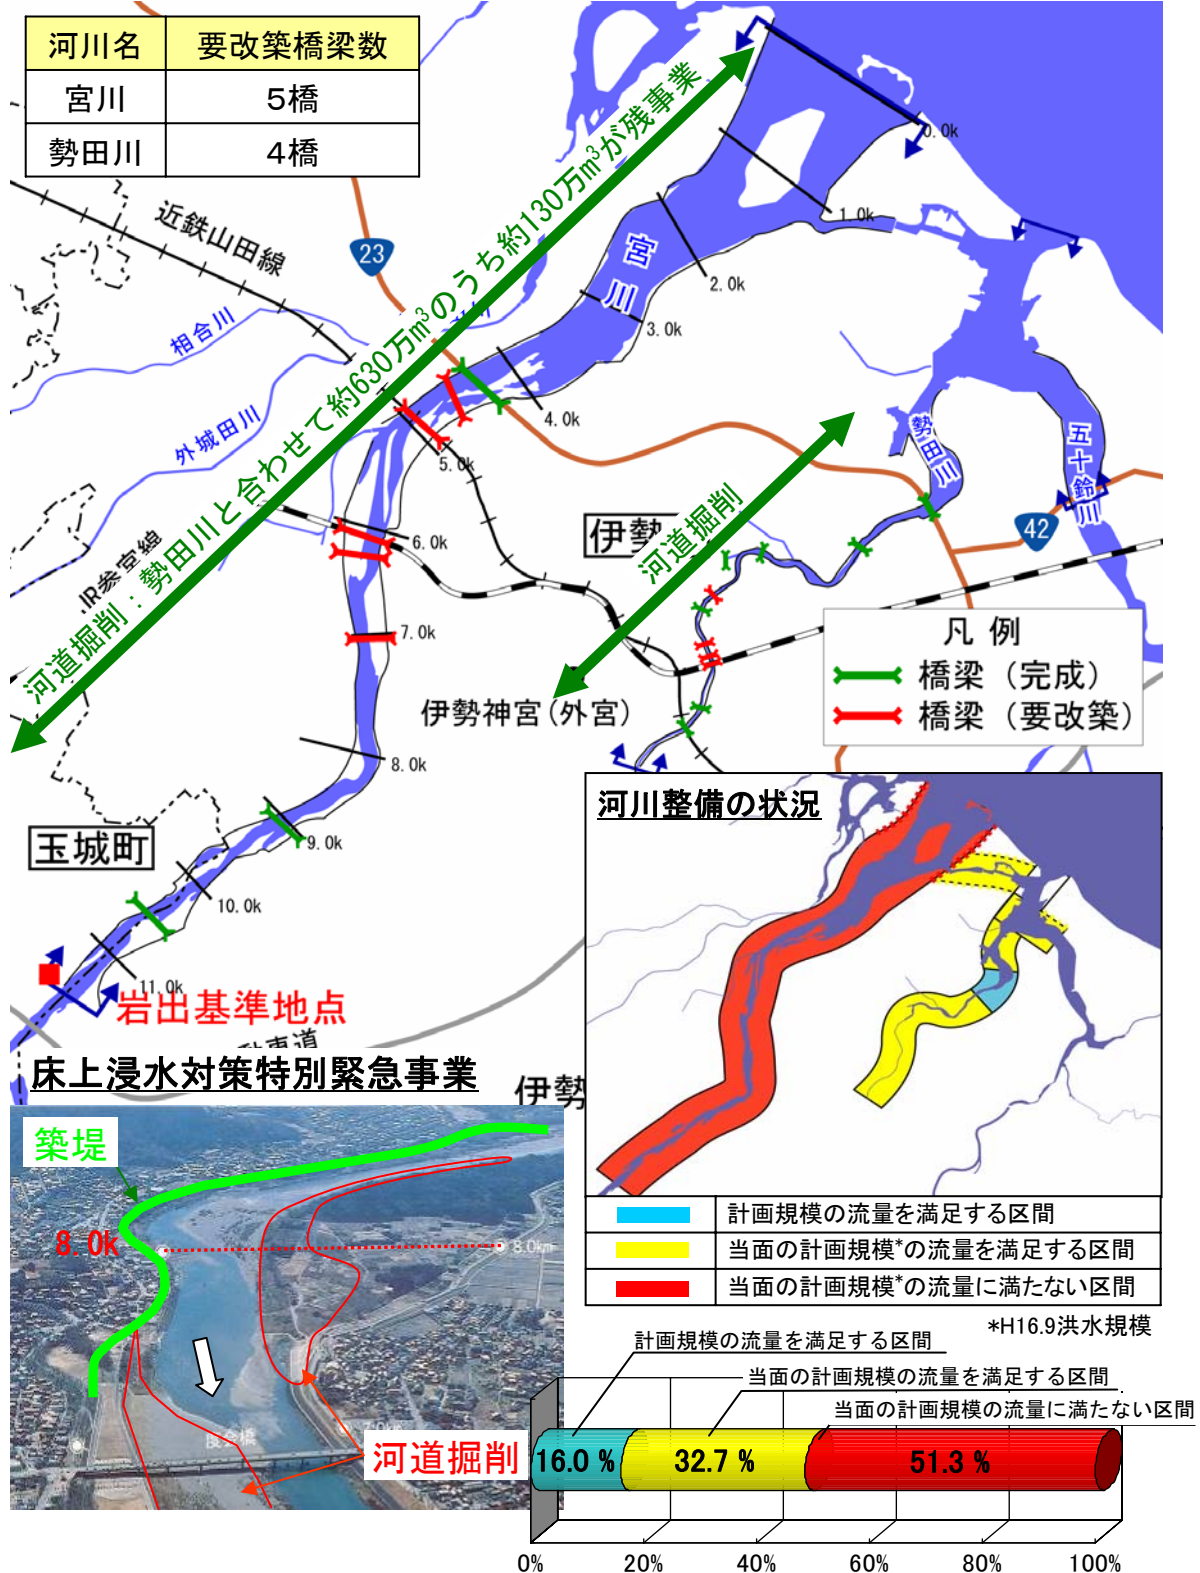 河川名 要改築橋梁数
宮川 5橋
勢田川 4橋
近鉄山田線
23
相合川
外城田川
JR参宮線
河道掘削：勢田川と合わせて約630万m³のうち約130万m³が残事業
宮川
0.0k
1.0k
2.0k
3.0k
4.0k
5.0k
6.0k
7.0k
8.0k
9.0k
10.0k
11.0k
勢田川
五十鈴川
42
伊勢
河道掘削
伊勢神宮(外宮)
凡 例
橋梁（完成）
橋梁（要改築）
玉城町
岩出基準地点
動車道
伊勢
河川整備の状況
計画規模の流量を満足する区間
当面の計画規模*の流量を満足する区間
当面の計画規模*の流量に満たない区間
*H16.9洪水規模
床上浸水対策特別緊急事業
築堤
8.0k
8.0km
7.0km
度会橋
河道掘削
計画規模の流量を満足する区間
当面の計画規模の流量を満足する区間
当面の計画規模の流量に満たない区間
16.0 % 32.7 % 51.3 %
0% 20% 40% 60% 80% 100%